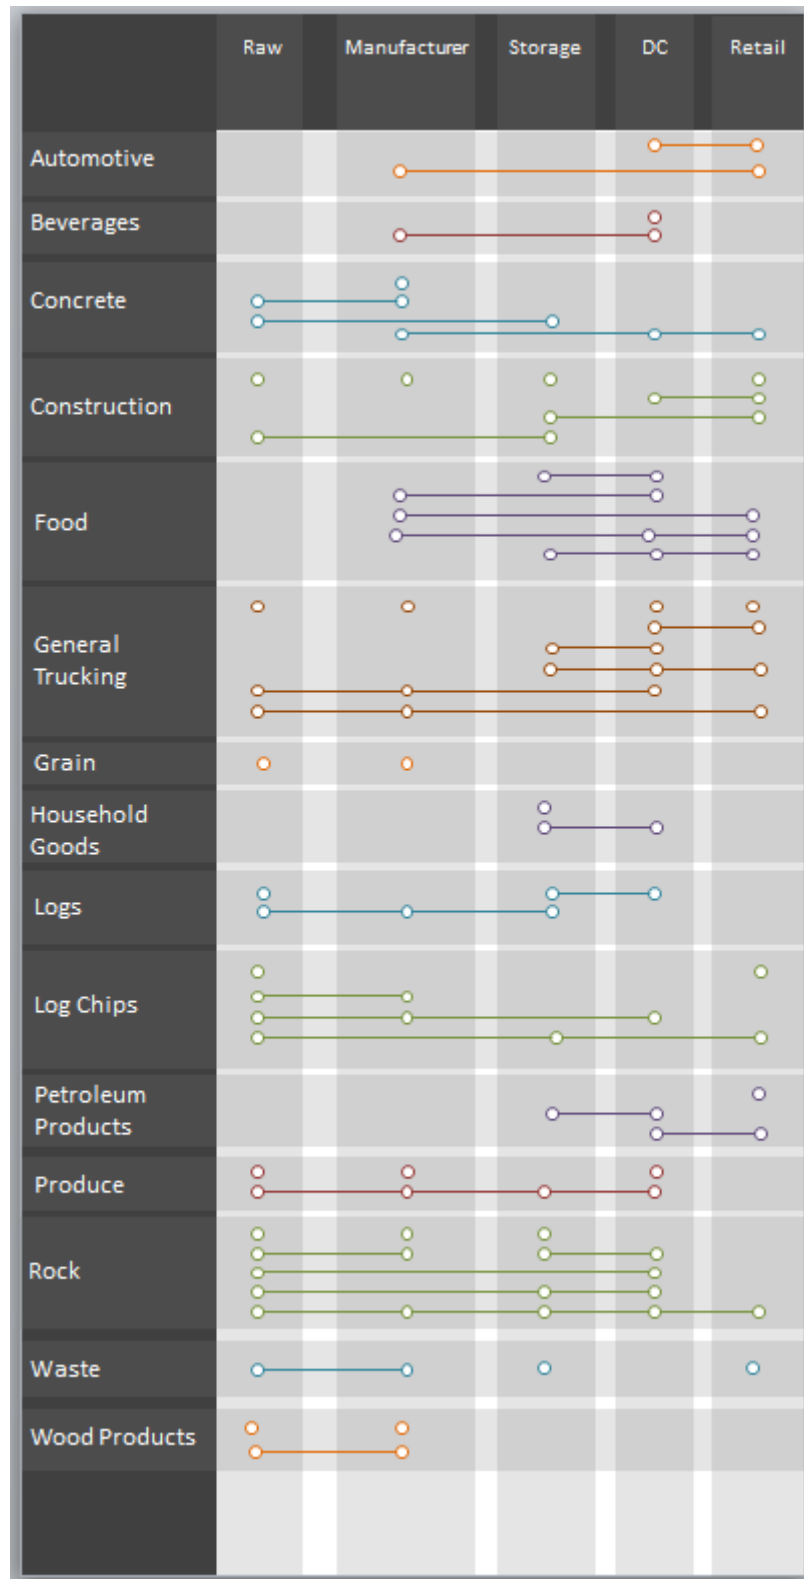 Raw Manufacturer Storage DC Retail
Automotive
Beverages
Concrete
Construction
Food
General
Trucking
Grain
Household
Goods
Logs
Log Chips
Petroleum
Products
Produce
Rock
Waste
Wood Products